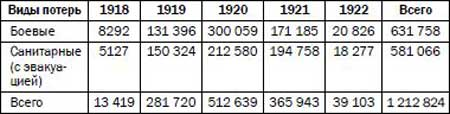 Виды потерь 1918 1919 1920 1921 1922 Всего
Боевые 8292 131 396 300 059 171 185 20 826 631 758
Санитарные 5127 150 324 212 580 194 758 18 277 581 066
(с эвакуа-
цией)
Всего 13 419 281 720 512 639 365 943 39 103 1 212 824